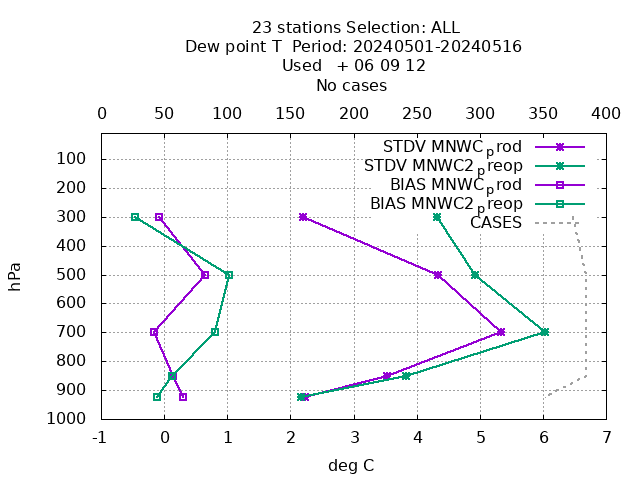 23 stations Selection: ALL
Dew point T  Period: 20240501-20240516
Used   + 06 09 12
No cases
0 50 100 150 200 250 300 350 400
STDV MNWC_prod
STDV MNWC2_preop
BIAS MNWC_prod
BIAS MNWC2_preop
CASES
hPa
100
200
300
400
500
600
700
800
900
1000
-1 0 1 2 3 4 5 6 7
deg C